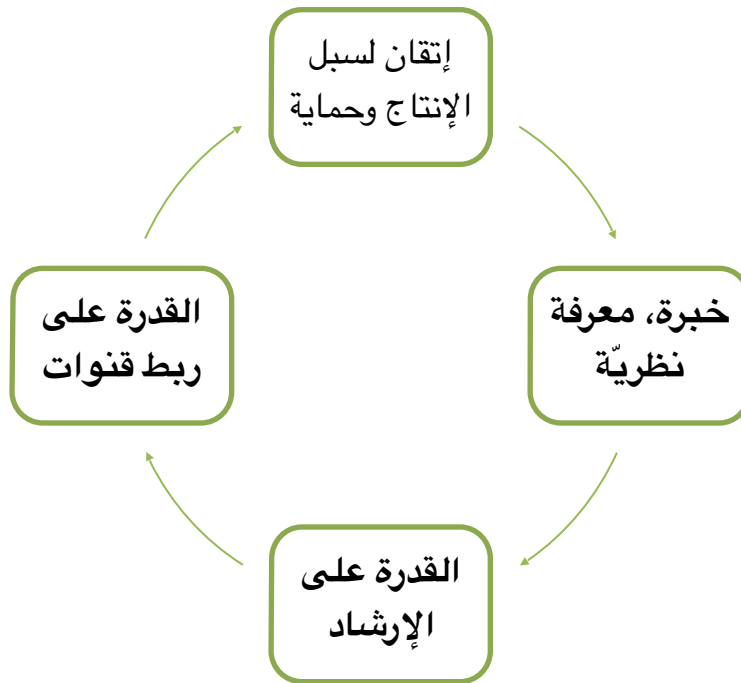 إتقان لسبل
الإنتاج وحماية
خبرة، معرفة
نظريّة
القدرة على
الإرشاد
القدرة على
ربط قنوات